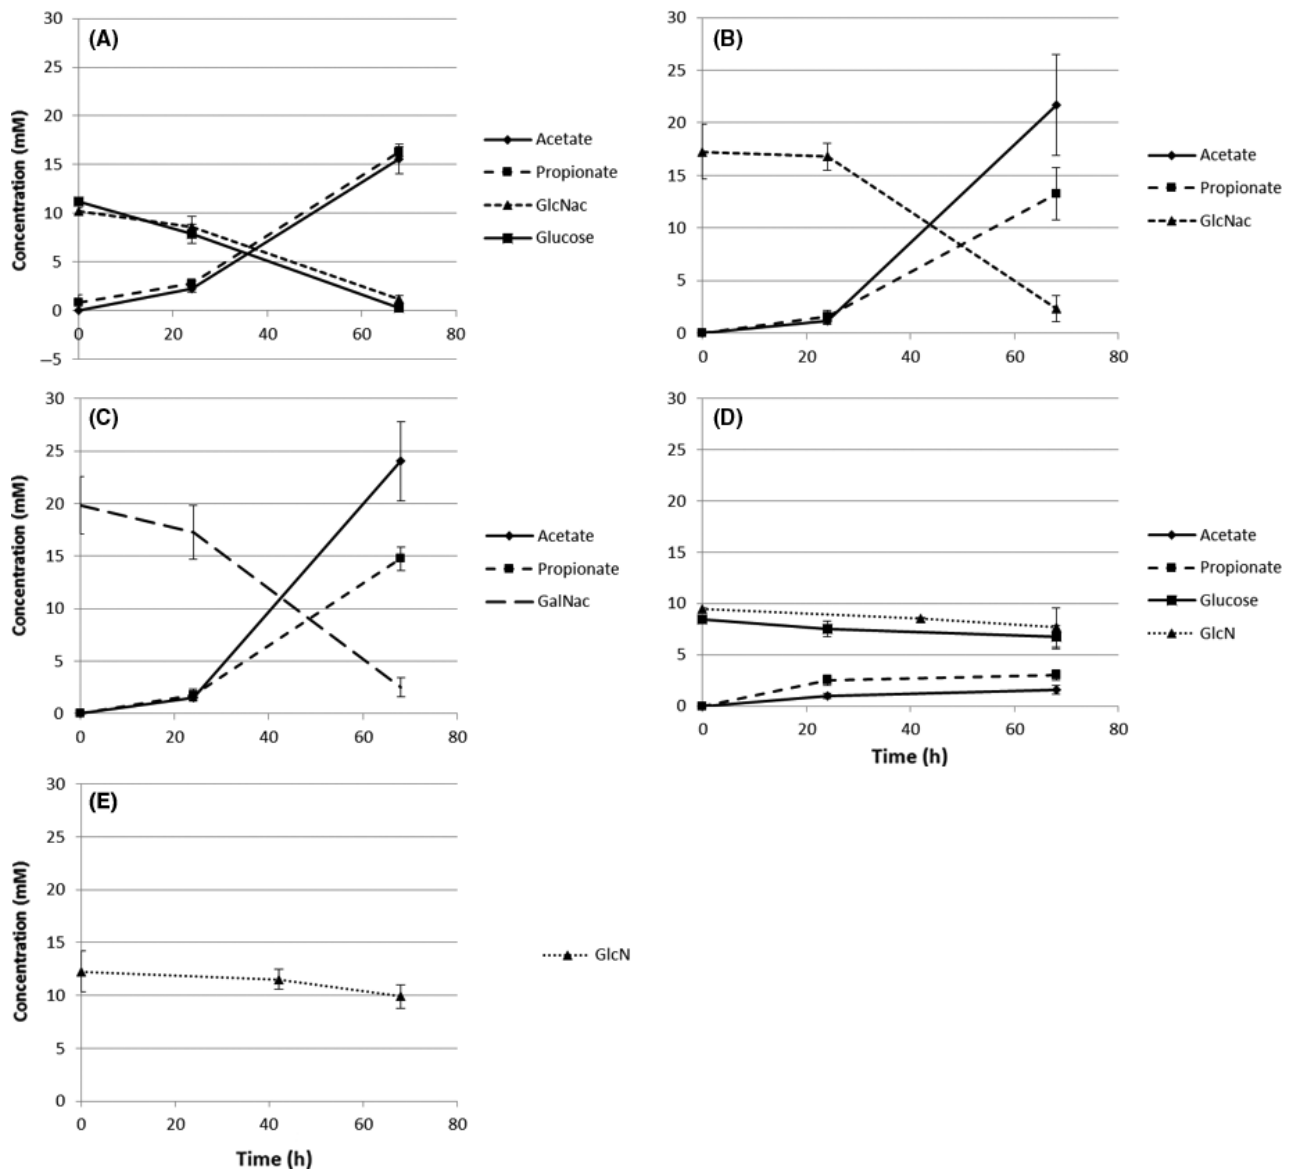 (A)
Concentration (mM)
30
25
20
15
10
5
0
–5
0
20
40
60
80
Acetate
Propionate
GlcNac
Glucose
(B)
30
25
20
15
10
5
0
0
20
40
60
80
Acetate
Propionate
GlcNac
(C)
Concentration (mM)
30
25
20
15
10
5
0
0
20
40
60
80
Acetate
Propionate
GalNac
(D)
30
25
20
15
10
5
0
0
20
40
60
80
Time (h)
Acetate
Propionate
Glucose
GlcN
(E)
Concentration (mM)
30
25
20
15
10
5
0
0
20
40
60
80
Time (h)
GlcN